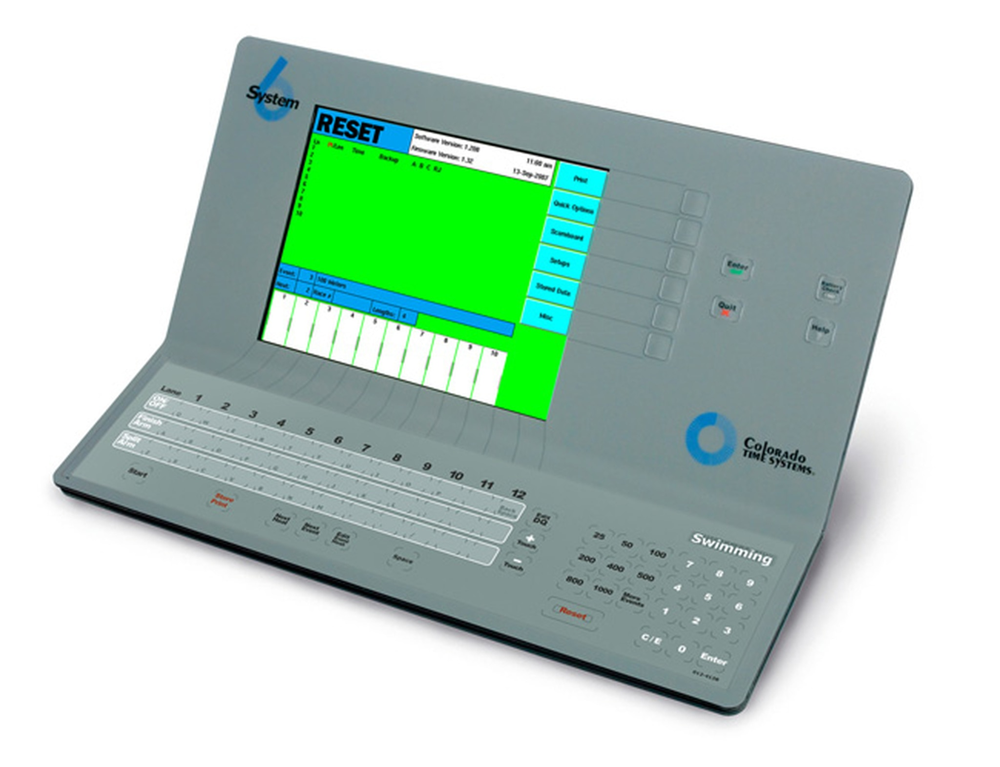 6
System
RESET
Software Version: 1.200
Firmware Version: 1.32
11:00 am
13-Sep-2007
Ln Pl/Len Time Backup A B C RJ
1
2
3
4
5
6
7
8
9
10
Print
Quick Options
Scoreboard
Setups
Stored Data
Misc
Event: 3 100 Meters
Heat: 2 Race # Lengths: 4
1 2 3 4 5 6 7 8 9 10
Enter
Quit
Battery
Check
Help
Colorado
TIME SYSTEMS
Lane 1 2 3 4 5 6 7 8 9 10 11 12
ON/
OFF
Q W E R T Y U I O P
Back
Space
Finish
Arm
A S D F G H J K L
Split
Arm
Z X C V B N M
Edit
DQ
+
Touch
-
Touch
Start
Store
Print
Next
Heat
Next
Event
Edit
Event
Heat
Space
Swimming
25 50 100 7 8 9
200 400 500 4 5 6
800 1000 More
Events 1 2 3
Reset
C/E 0 Enter